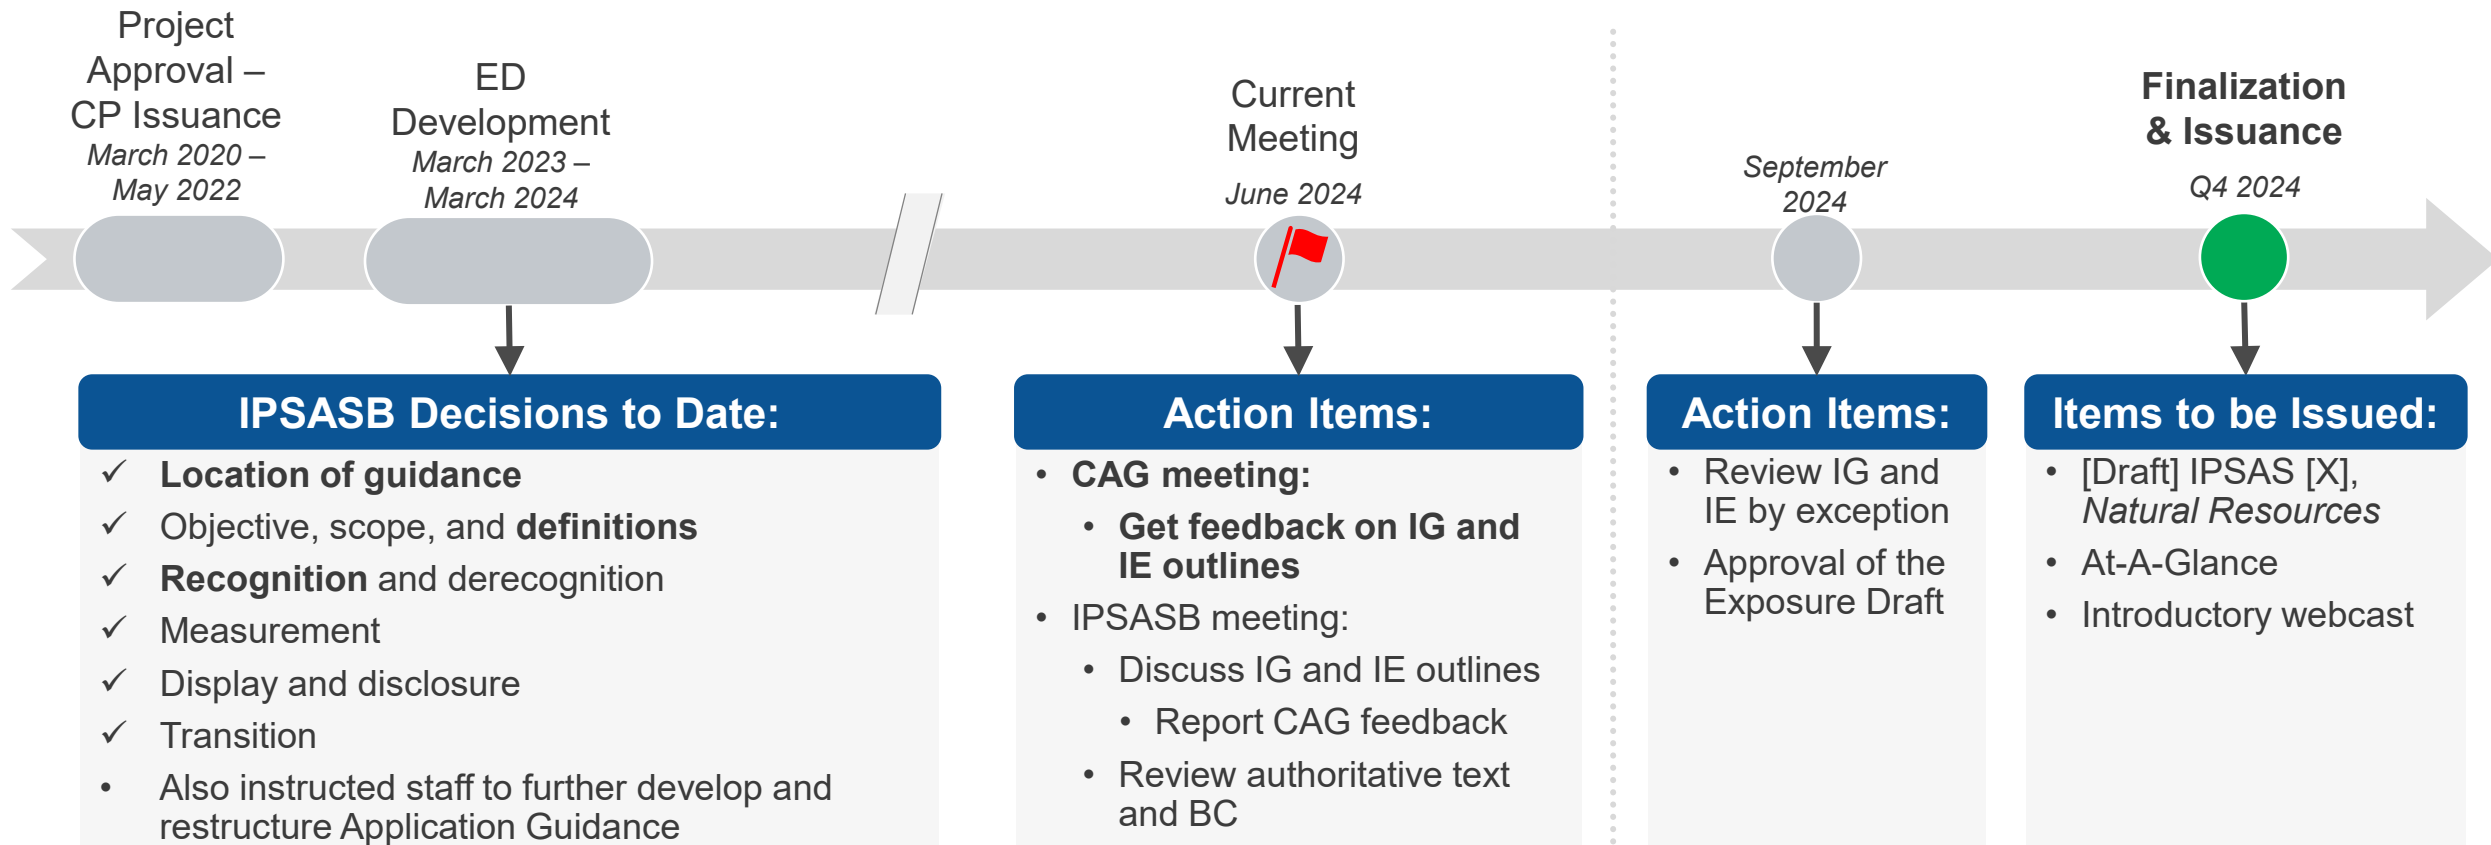 Project
Approval –
CP Issuance
March 2020 –
May 2022
ED
Development
March 2023 –
March 2024
Current
Meeting
June 2024
September
2024
Finalization
& Issuance
Q4 2024
IPSASB Decisions to Date:
✓ Location of guidance
✓ Objective, scope, and definitions
✓ Recognition and derecognition
✓ Measurement
✓ Display and disclosure
✓ Transition
• Also instructed staff to further develop and
restructure Application Guidance
Action Items:
• CAG meeting:
• Get feedback on IG and
IE outlines
• IPSASB meeting:
• Discuss IG and IE outlines
• Report CAG feedback
• Review authoritative text
and BC
Action Items:
• Review IG and
IE by exception
• Approval of the
Exposure Draft
Items to be Issued:
• [Draft] IPSAS [X],
Natural Resources
• At-A-Glance
• Introductory webcast